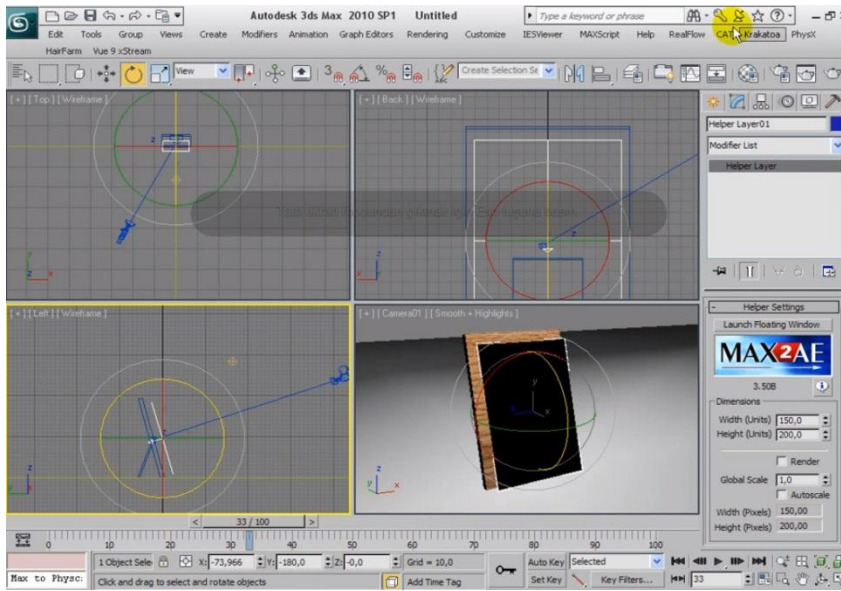 Autodesk 3ds Max 2010 SP1 Untitled
Type a keyword or phrase
Edit Tools Group Views Create Modifiers Animation Graph Editors Rendering Customize IESViewer MAXScript Help RealFlow CAT Krakatoa PhysX
HairFarm Vue 9 xStream
View
3
Create Selection Se
[ + ] [ Top ] [ Wireframe ]
[ + ] [ Back ] [ Wireframe ]
Helper Layer01
Modifier List
Helper Layer
z
z
y
z x
z
x
[ + ] [ Left ] [ Wireframe ]
[ + ] [ Camera01 ] [ Smooth + Highlights ]
- Helper Settings
Launch Floating Window
MAX2AE
3.50B
Dimensions
Width (Units) 150,0
Height (Units) 200,0
Render
Global Scale 1,0
Autoscale
Width (Pixels) 150,00
Height (Pixels) 200,00
y
x z
z
z
y
z
y x
< 33 / 100 >
0 10 20 30 40 50 60 70 80 90 100
1 Object Sele X: -73,966 Y: -180,0 Z: -0,0 Grid = 10,0
Auto Key Selected
Max to Physc:
Click and drag to select and rotate objects
Add Time Tag
Set Key Key Filters... 33